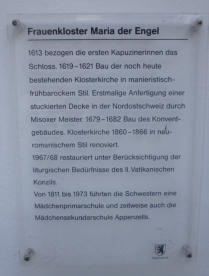 Frauenkloster Maria der Engel
1613 bezogen die ersten Kapuzinerinnen das
Schloss. 1619–1621 Bau der noch heute
bestehenden Klosterkirche in manieristisch-
frühbarockem Stil. Erstmalige Anfertigung einer
stuckierten Decke in der Nordostschweiz durch
Misoxer Meister. 1679–1682 Bau des Konvent-
gebäudes. Klosterkirche 1860–1866 in neu-
romanischem Stil renoviert.
1967/68 restauriert unter Berücksichtigung der
liturgischen Bedürfnisse des II. Vatikanischen
Konzils.
Von 1811 bis 1973 führten die Schwestern eine
Mädchenprimarschule und zeitweise auch die
Mädchensekundarschule Appenzells.